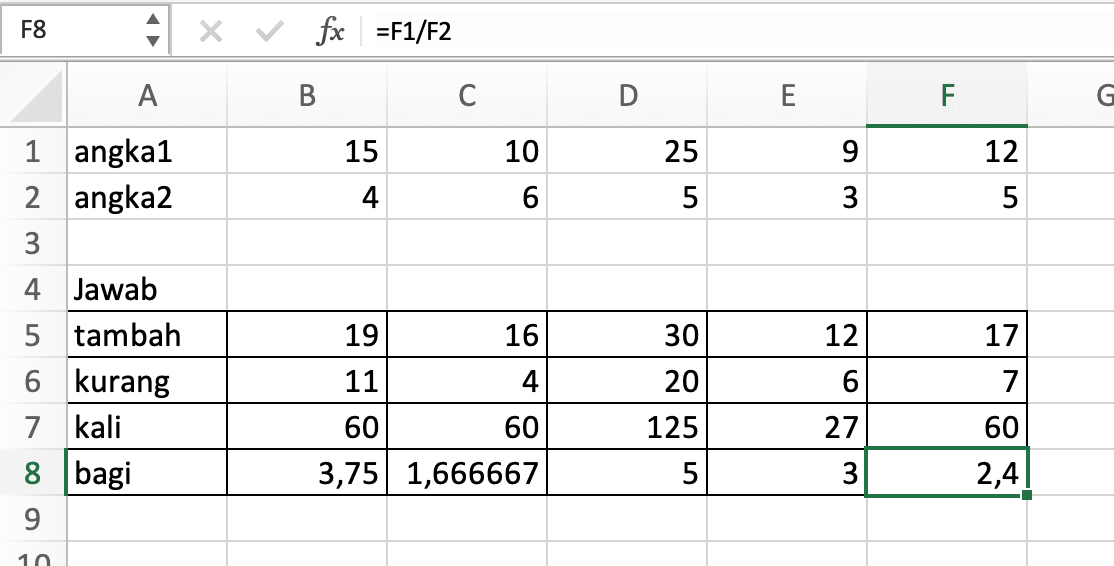 F8 fx =F1/F2
A B C D E F G
1 angka1 15 10 25 9 12
2 angka2 4 6 5 3 5
3
4 Jawab
5 tambah 19 16 30 12 17
6 kurang 11 4 20 6 7
7 kali 60 60 125 27 60
8 bagi 3,75 1,666667 5 3 2,4
9
10